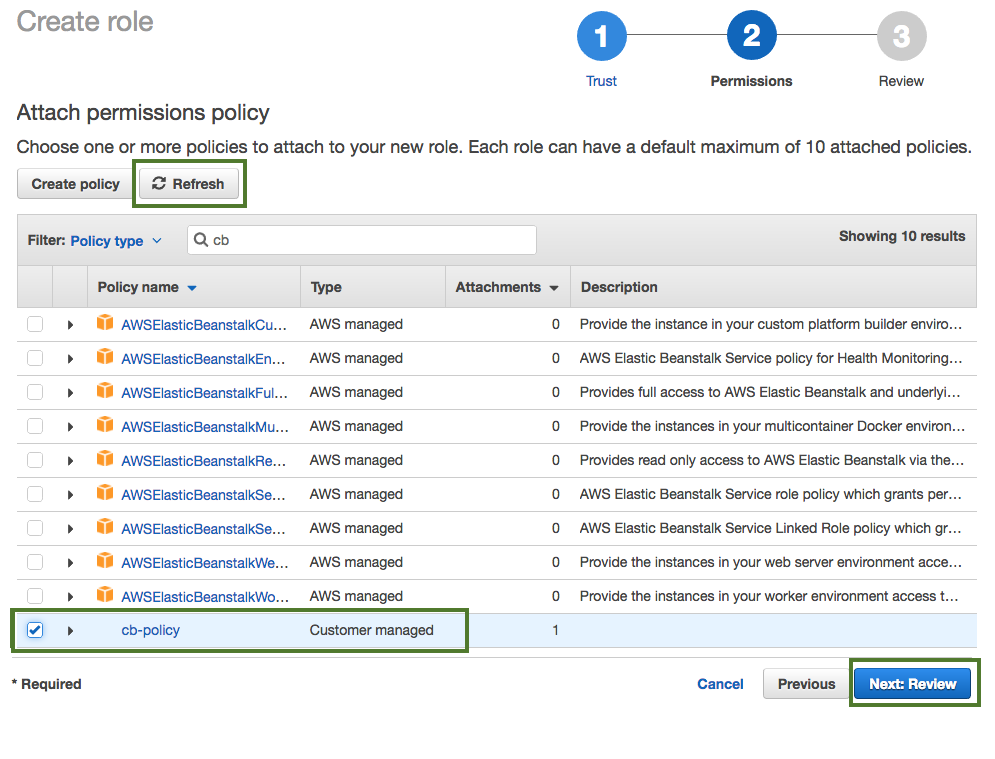 Create role
1 2 3
Trust Permissions Review
Attach permissions policy
Choose one or more policies to attach to your new role. Each role can have a default maximum of 10 attached policies.
Create policy Refresh
Filter: Policy type cb Showing 10 results
Policy name Type Attachments Description
AWSElasticBeanstalkCu... AWS managed 0 Provide the instance in your custom platform builder enviro...
AWSElasticBeanstalkEn... AWS managed 0 AWS Elastic Beanstalk Service policy for Health Monitoring...
AWSElasticBeanstalkFul... AWS managed 0 Provides full access to AWS Elastic Beanstalk and underlyi...
AWSElasticBeanstalkMu... AWS managed 0 Provide the instances in your multicontainer Docker environ...
AWSElasticBeanstalkRe... AWS managed 0 Provides read only access to AWS Elastic Beanstalk via the...
AWSElasticBeanstalkSe... AWS managed 0 AWS Elastic Beanstalk Service role policy which grants per...
AWSElasticBeanstalkSe... AWS managed 0 AWS Elastic Beanstalk Service Linked Role policy which gr...
AWSElasticBeanstalkWe... AWS managed 0 Provide the instances in your web server environment acce...
AWSElasticBeanstalkWo... AWS managed 0 Provide the instances in your worker environment access t...
cb-policy Customer managed 1
* Required Cancel Previous Next: Review